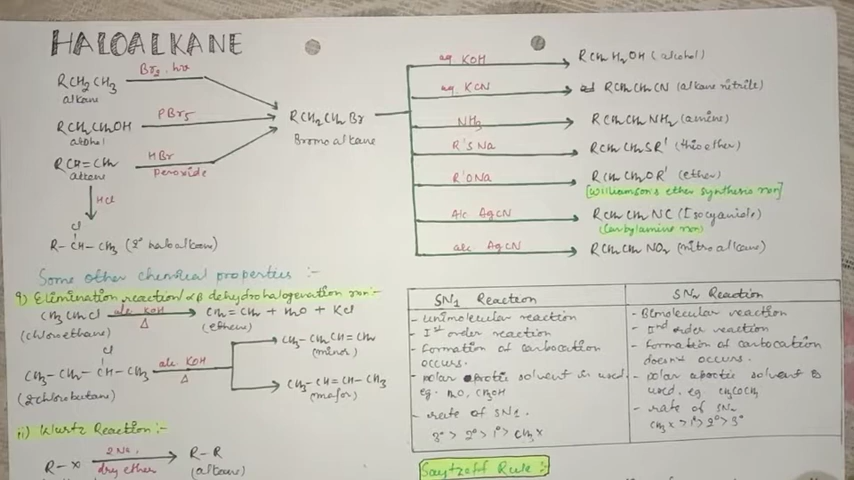 HALOALKANE
RCH2CH3 Br2, hν
alkane
RCH2CH2OH PBr5
alcohol
RCH=CH2 HBr
alkene peroxide
HCl
Cl
R-CH-CH3 (2° haloalkane)
RCH2CH2Br
Bromo alkane
aq. KOH RCH2H2OH (alcohol)
aq. KCN RCH2CH2CN (alkane nitrile)
NH3 RCH2CH2NH2 (amine)
R'SNa RCH2CH2SR' (thioether)
R'ONa RCH2CH2OR' (ether)
[Williamson's ether synthesis rxn]
Alc AgCN RCH2CH2NC (Isocyanide)
Carbylamine rxn)
alc AgCN RCH2CH2NO2 (nitro alkane)
Some other chemical properties :-
i) Elimination reaction/αβ dehydrohalogenation rxn:-
CH3CH2Cl alc KOH CH2=CH2 + H2O + KCl
(chloroethane) Δ (ethene)
Cl
CH3-CH2-CH-CH3 alc KOH
(2chlorobutane) Δ
CH3-CH2CH=CH2
(minor)
CH3-CH=CH-CH3
(major)
ii) Wurtz Reaction:-
R-X 2Na R-R
dry ether (alkane)
SN1 Reaction
- Unimolecular reaction
- Ist order reaction
- Formation of carbocation
occurs.
- polar protic solvent is used.
eg. H2O, CH3OH
- rate of SN1
3° > 2° > 1° > CH3X
SN2 Reaction
- Bimolecular reaction
- IInd order reaction
- Formation of carbocation
doesn't occurs.
- polar aprotic solvent is
used. eg. CH3COCH3
- rate of SN2
CH3X > 1° > 2° > 3°
Saytzeff Rule :-